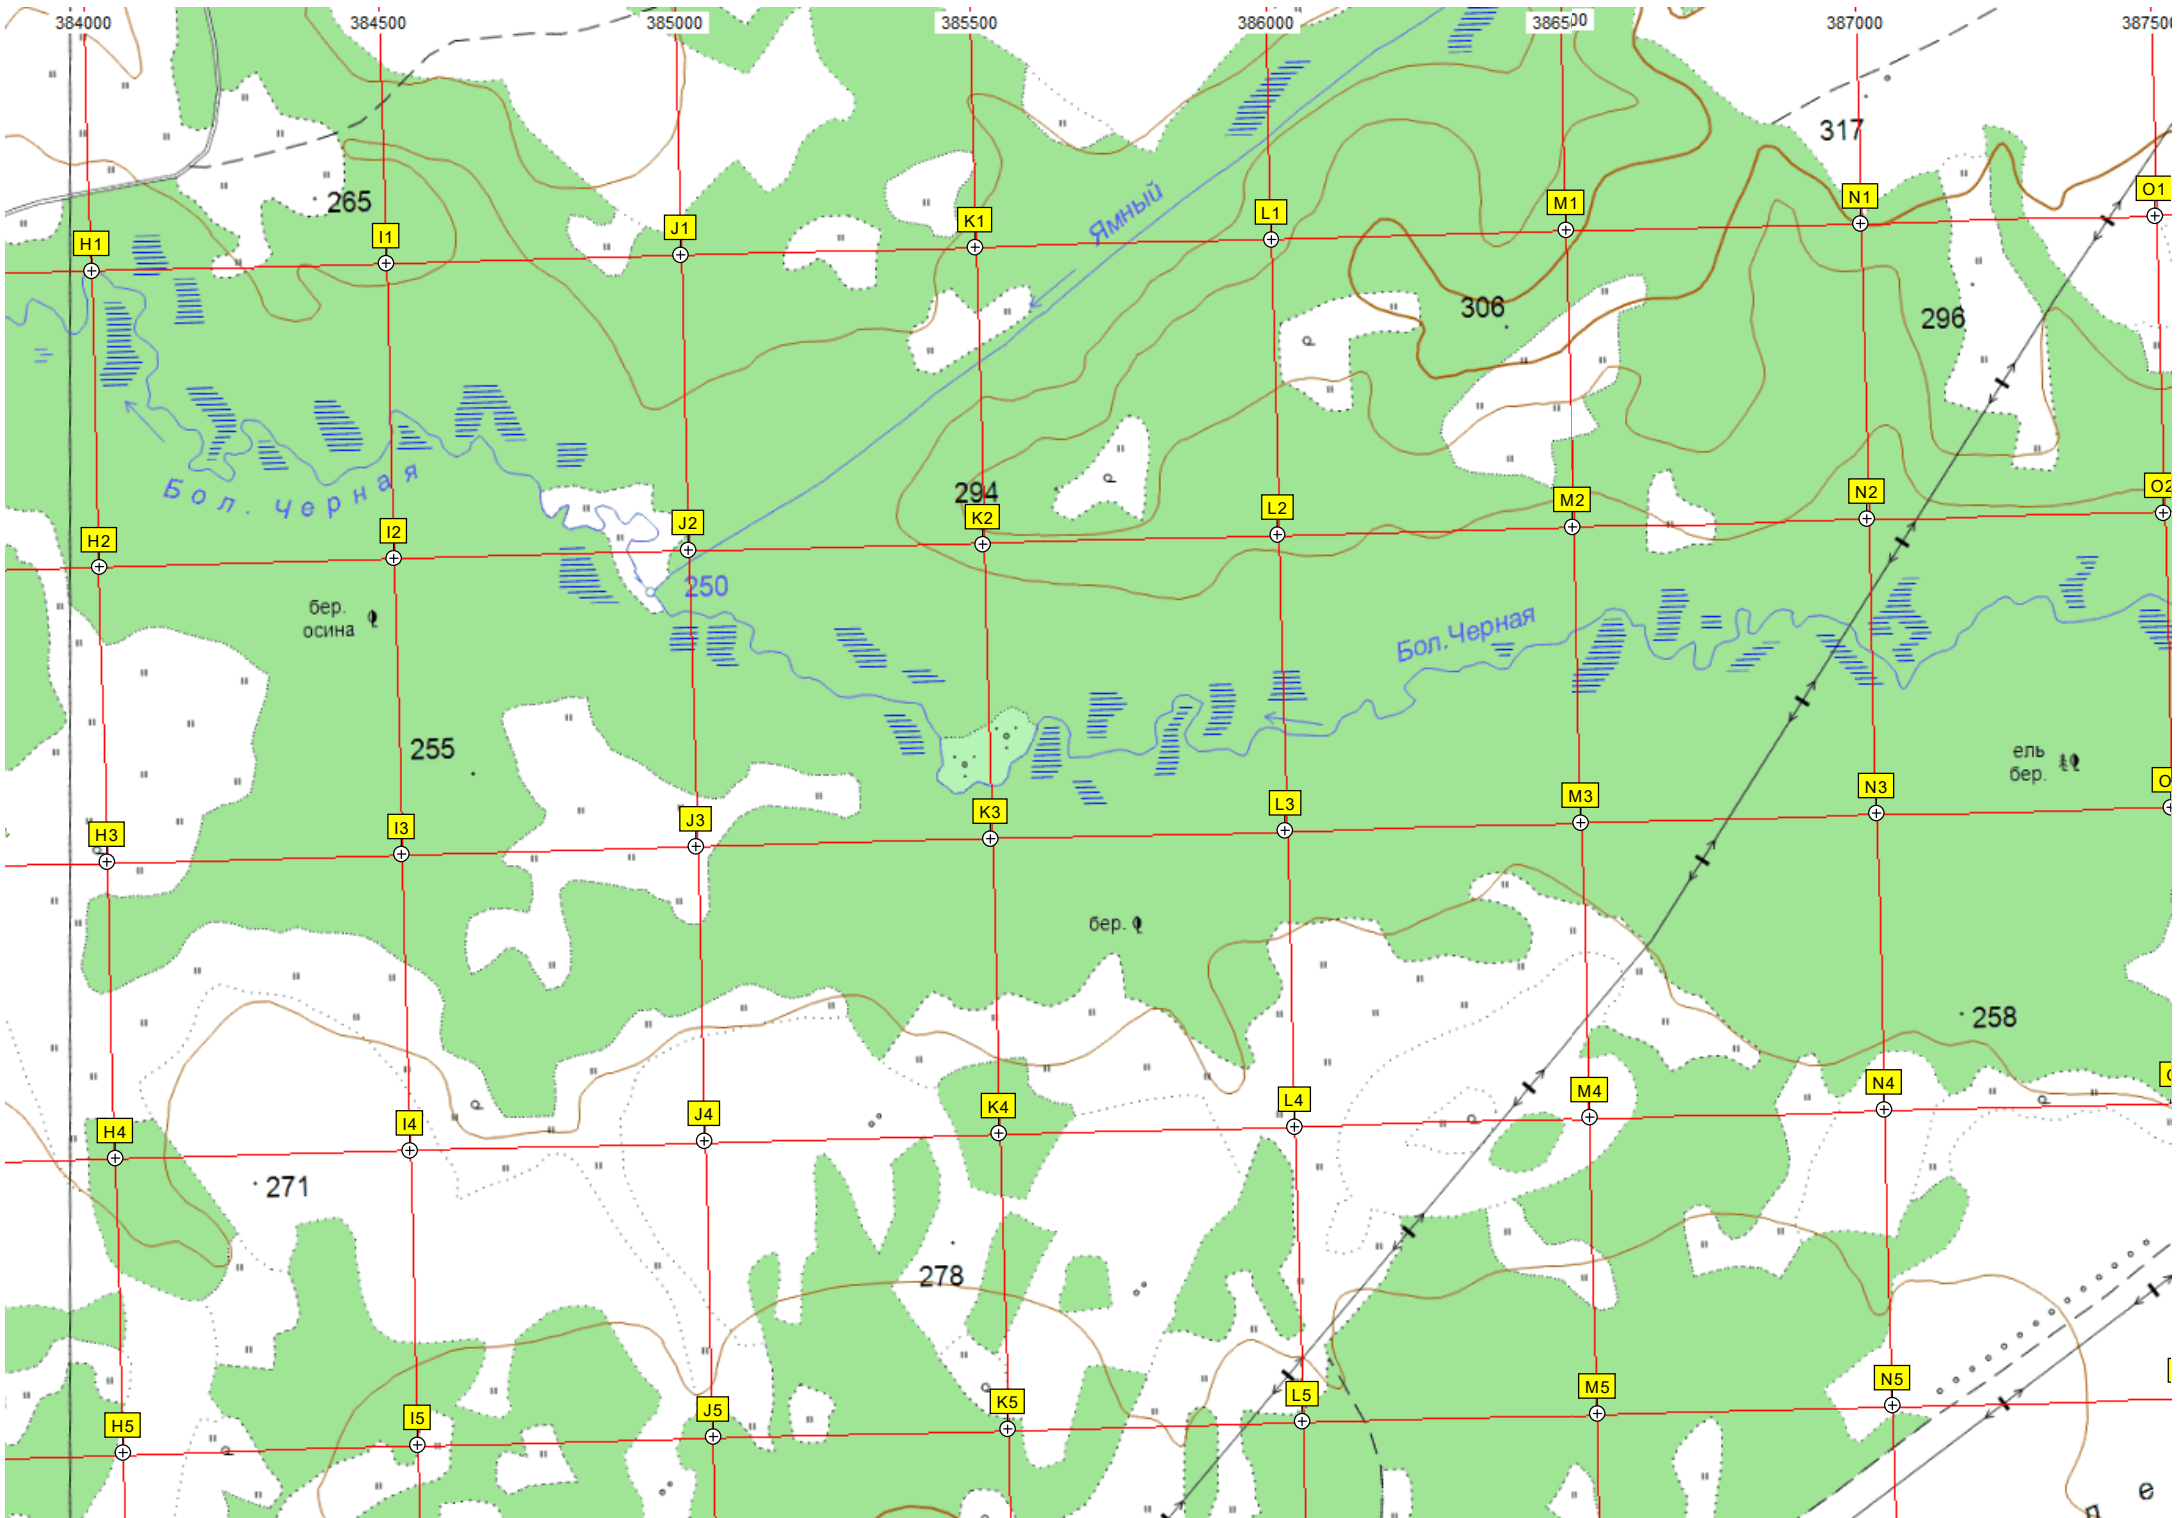 384000 384500 385000 385500 386000 386500 387000
317
265
Ямный
H1 I1 J1 K1 L1 M1 N1 O1
306
296
Бол. Черная
294
H2 I2 J2 K2 L2 M2 N2 O2
250
бер.
осина
Бол. Черная
255
ель
бер.
H3 I3 J3 K3 L3 M3 N3
бер.
258
H4 I4 J4 K4 L4 M4 N4
271
278
H5 I5 J5 K5 L5 M5 N5